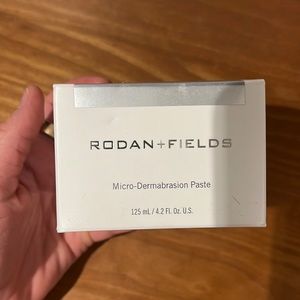 RODAN+FIELDS
Micro-Dermabrasion Paste
125 mL / 4.2 Fl. Oz. U.S.